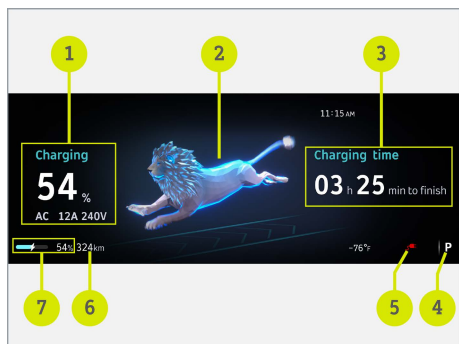 1
2
3
11:15 AM
Charging
54 %
AC 12A 240V
Charging time
03 h 25 min to finish
54% 324km
-76°F
P
7
6
5
4